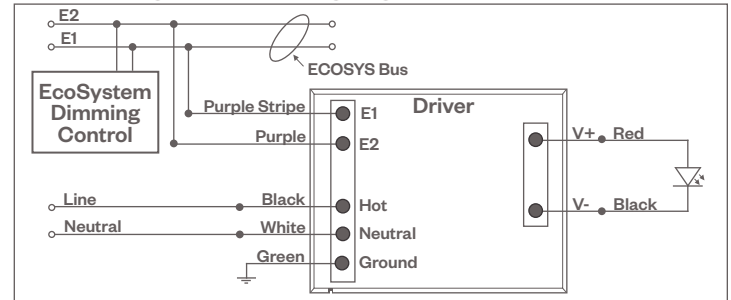 E2
E1
ECOSYS Bus
EcoSystem
Dimming
Control
Driver
Purple Stripe
E1
Purple
E2
V+
Red
Line
Black
Hot
V-
Black
Neutral
White
Neutral
Green
Ground